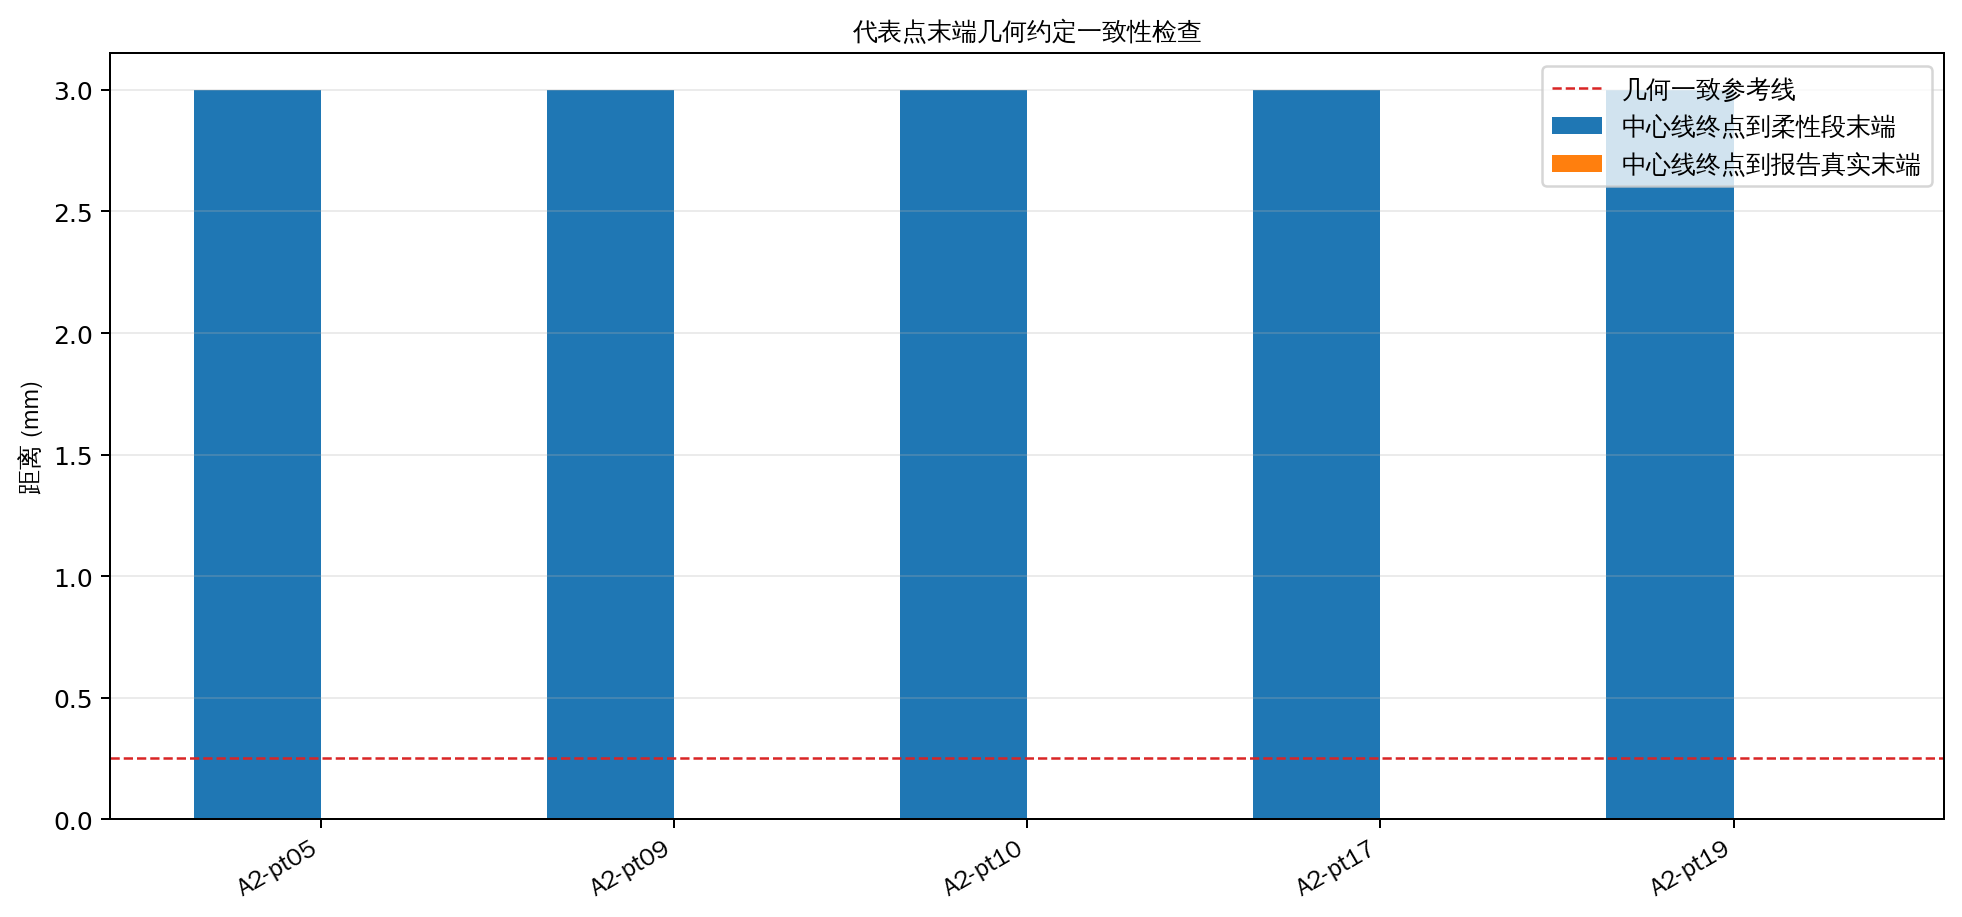 代表点末端几何约定一致性检查
几何一致参考线
中心线终点到柔性段末端
中心线终点到报告真实末端
距离 (mm)
3.0
2.5
2.0
1.5
1.0
0.5
0.0
A2-pt05
A2-pt09
A2-pt10
A2-pt17
A2-pt19